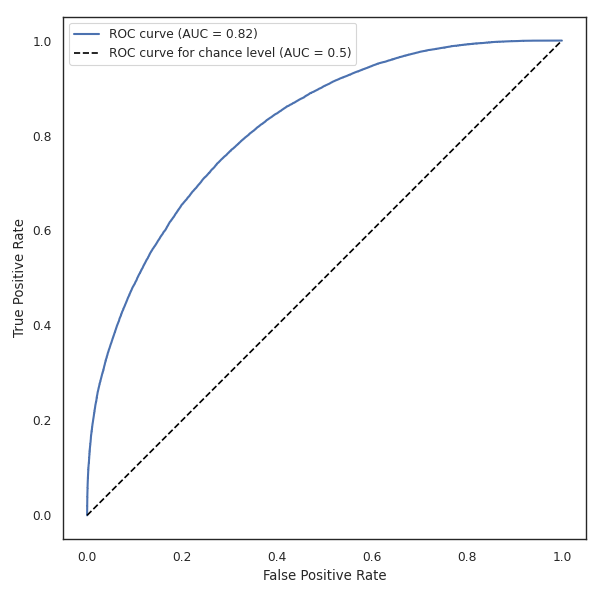 ROC curve (AUC = 0.82)
ROC curve for chance level (AUC = 0.5)
True Positive Rate
1.0
0.8
0.6
0.4
0.2
0.0
0.0 0.2 0.4 0.6 0.8 1.0
False Positive Rate